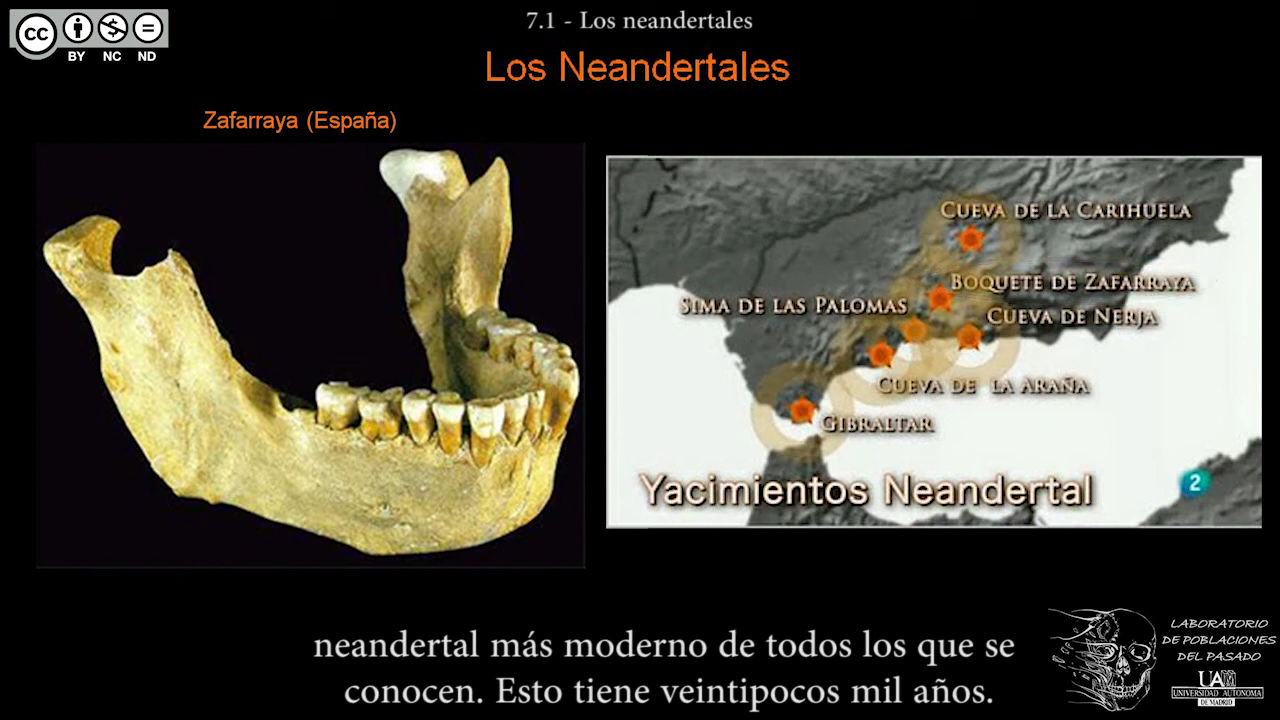 7.1 - Los neandertales
cc
BY NC ND
Los Neandertales
Zafarraya (España)
CUEVA DE LA CARIHUELA
BOQUETE DE ZAFARRAYA
SIMA DE LAS PALOMAS
CUEVA DE NERJA
CUEVA DE LA ARAÑA
GIBRALTAR
Yacimientos Neandertal
2
neandertal más moderno de todos los que se
conocen. Esto tiene veintipocos mil años.
LABORATORIO
DE POBLACIONES
DEL PASADO
UAM
UNIVERSIDAD AUTONOMA
DE MADRID